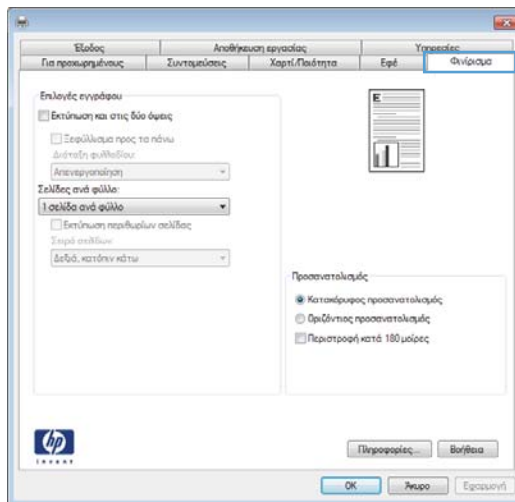 Έξοδος
Αποθήκευση εργασίας
Υπηρεσίες
Για προχωρημένους
Συντομεύσεις
Χαρτί/Ποιότητα
Εφέ
Φινίρισμα
Επιλογές εγγράφου
Εκτύπωση και στις δύο όψεις
Ξεφύλλισμα προς τα πάνω
Διάταξη φυλλαδίου:
Απενεργοποίηση
Σελίδες ανά φύλλο:
1 σελίδα ανά φύλλο
Εκτύπωση περιθωρίων σελίδας
Σειρά σελίδων:
Δεξιά, κατόπιν κάτω
E
Προσανατολισμός
Κατακόρυφος προσανατολισμός
Οριζόντιος προσανατολισμός
Περιστροφή κατά 180 μοίρες
hp
invent
Πληροφορίες...
Βοήθεια
OK
Άκυρο
Εφαρμογή